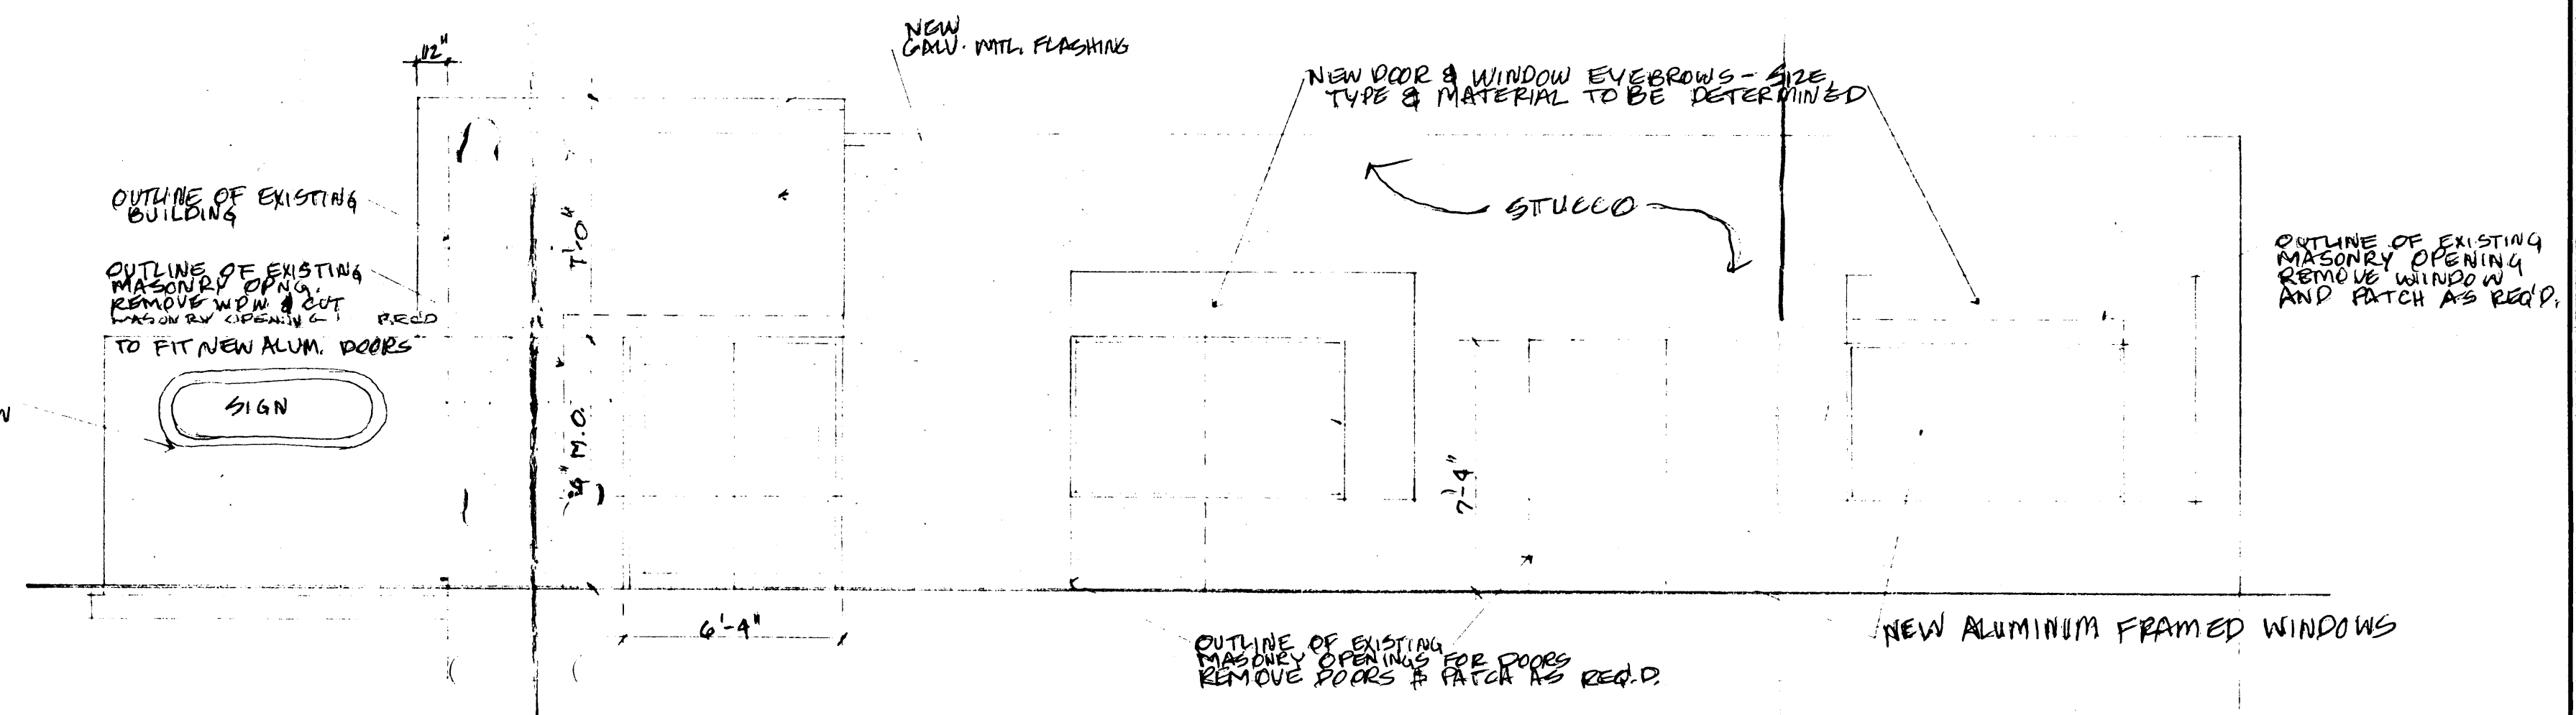 NEW
GALV. MTL. FLASHING
12"
NEW DOOR & WINDOW EYEBROWS - SIZE,
TYPE & MATERIAL TO BE DETERMINED
OUTLINE OF EXISTING
BUILDING
STUCCO
7'-0"
OUTLINE OF EXISTING
MASONRY OPNG.
REMOVE WDW & CUT
MASONRY OPENING REQ'D
TO FIT NEW ALUM. DOORS
OUTLINE OF EXISTING
MASONRY OPENING
REMOVE WINDOW
AND PATCH AS REQ'D.
SIGN
4" M.O.
7'-4"
6'-4"
OUTLINE OF EXISTING
MASONRY OPENINGS FOR DOORS
REMOVE DOORS & PATCH AS REQ'D.
NEW ALUMINUM FRAMED WINDOWS